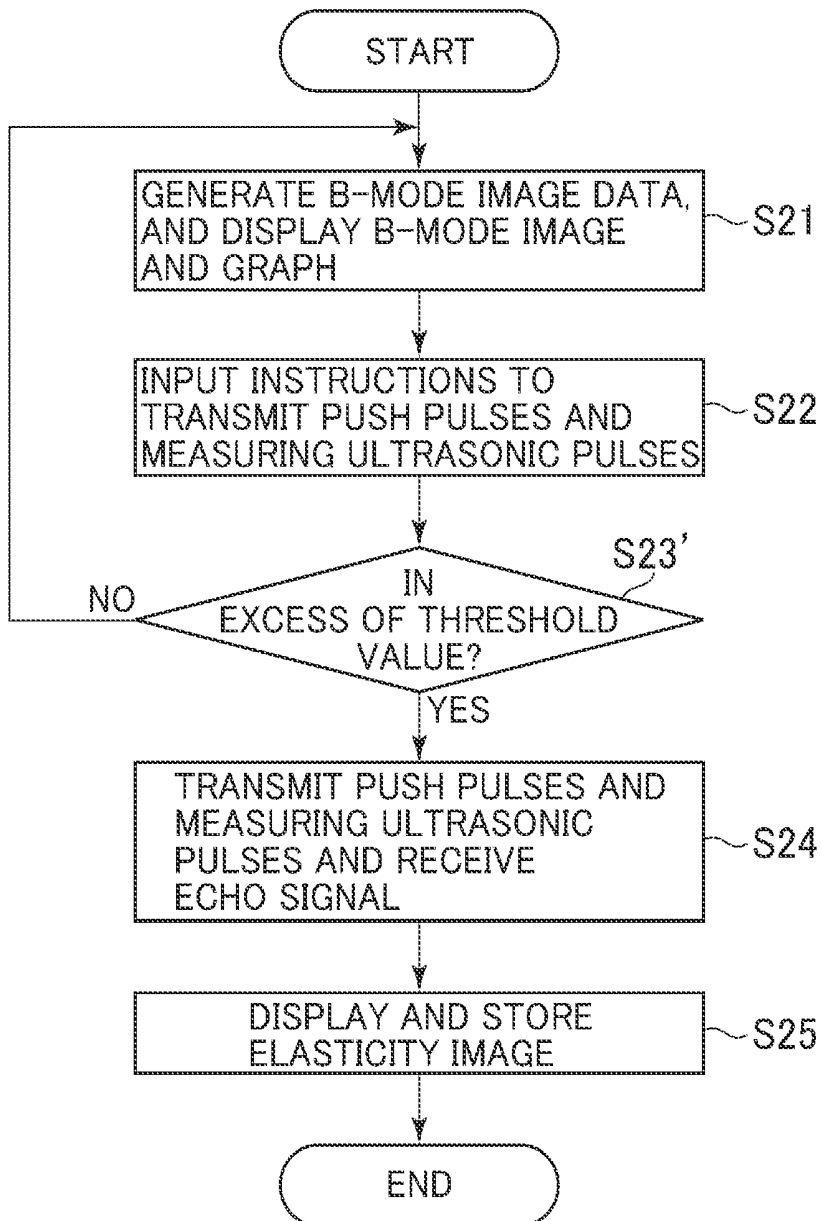 START
GENERATE B-MODE IMAGE DATA,
AND DISPLAY B-MODE IMAGE
AND GRAPH
S21
INPUT INSTRUCTIONS TO
TRANSMIT PUSH PULSES AND
MEASURING ULTRASONIC PULSES
S22
S23'
NO
IN
EXCESS OF THRESHOLD
VALUE?
YES
TRANSMIT PUSH PULSES AND
MEASURING ULTRASONIC
PULSES AND RECEIVE
ECHO SIGNAL
S24
DISPLAY AND STORE
ELASTICITY IMAGE
S25
END